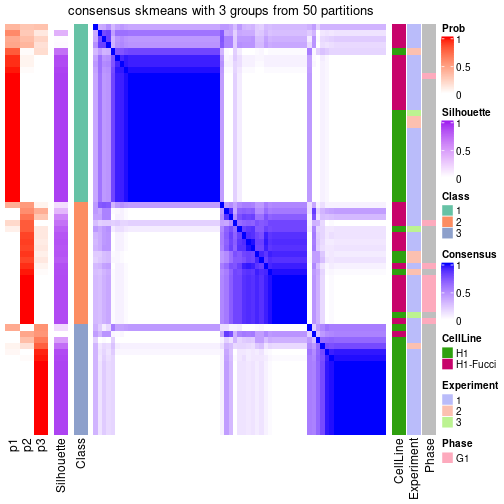 consensus skmeans with 3 groups from 50 partitions
Prob
1
0.5
0
Silhouette
1
0.5
0
Class
1
2
3
Consensus
1
0.5
0
CellLine
H1
H1-Fucci
Experiment
1
2
3
Phase
G1
p1
p2
p3
Silhouette
Class
CellLine
Experiment
Phase